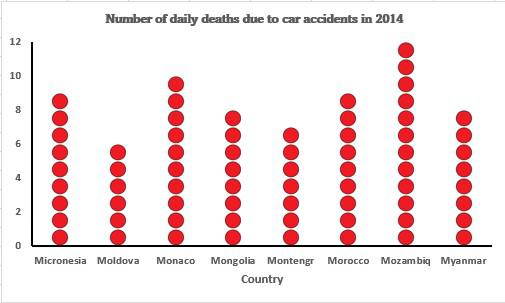 Number of daily deaths due to car accidents in 2014
12
10
8
6
4
2
0
Micronesia Moldova Monaco Mongolia Montengr Morocco Mozambiq Myanmar
Country